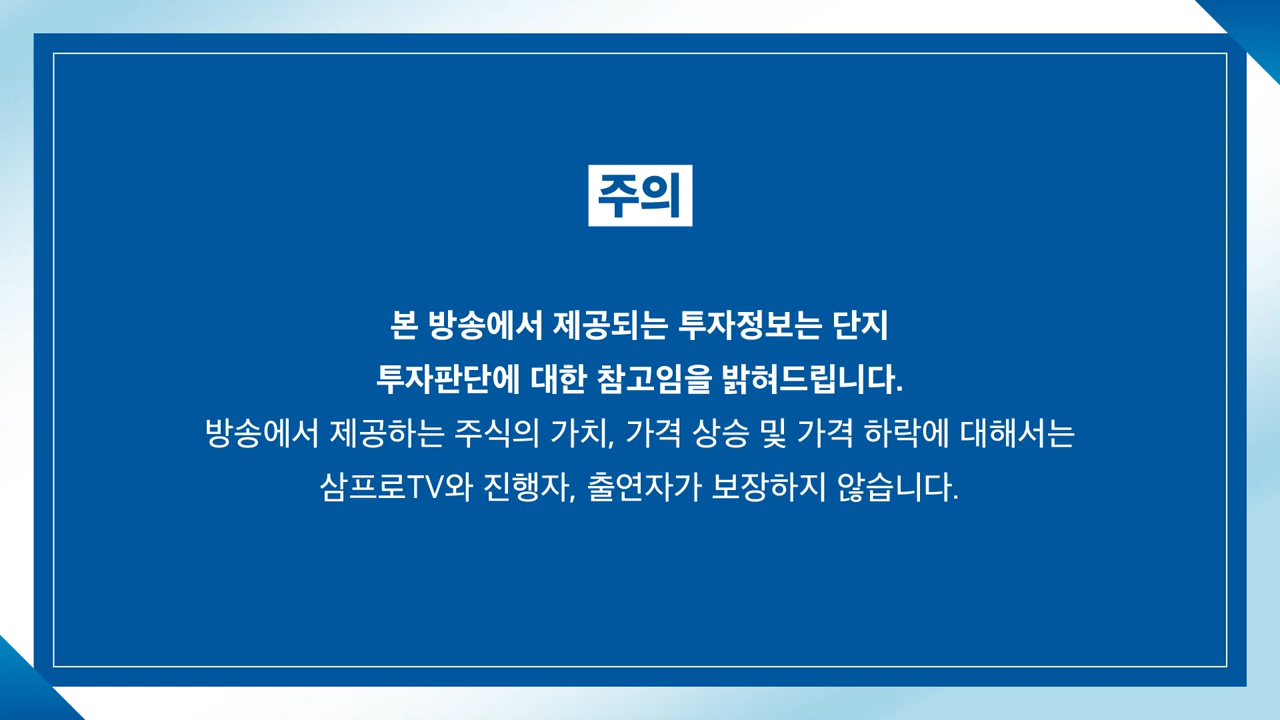 주의
본 방송에서 제공되는 투자정보는 단지
투자판단에 대한 참고임을 밝혀드립니다.
방송에서 제공하는 주식의 가치, 가격 상승 및 가격 하락에 대해서는
삼프로TV와 진행자, 출연자가 보장하지 않습니다.